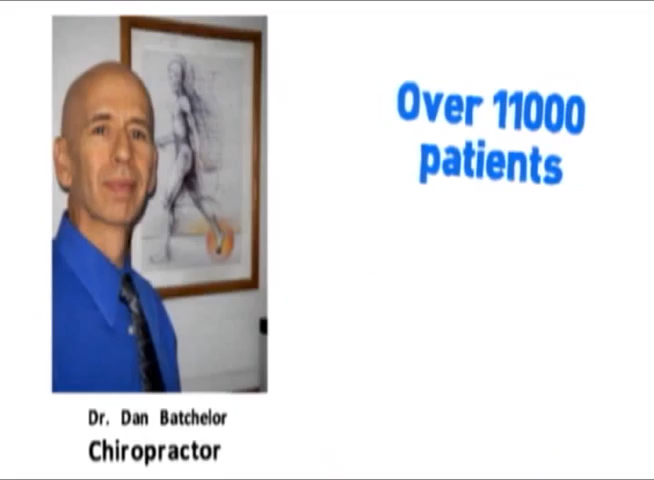 Over 11000
patients
Dr. Dan Batchelor
Chiropractor